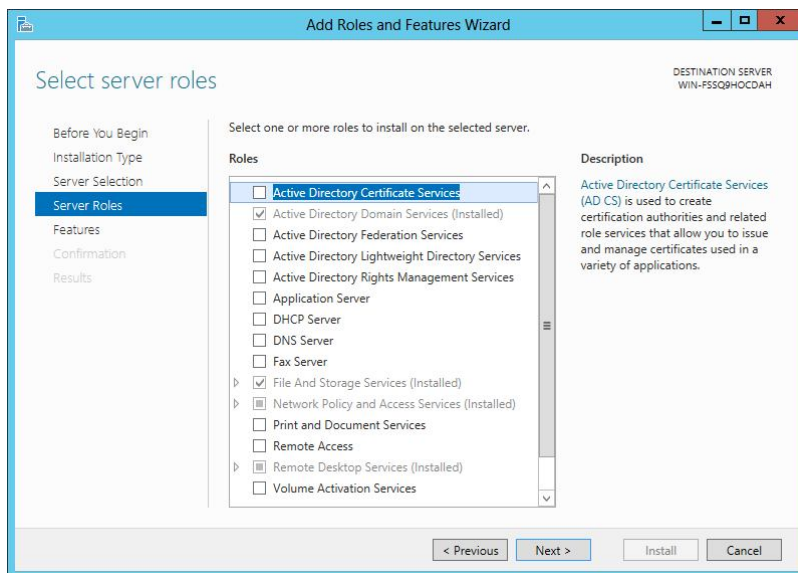 Add Roles and Features Wizard
Select server roles
DESTINATION SERVER
WIN-FSSQ9HOCDAH
Before You Begin
Installation Type
Server Selection
Server Roles
Features
Confirmation
Results
Select one or more roles to install on the selected server.
Roles
Active Directory Certificate Services
Active Directory Domain Services (Installed)
Active Directory Federation Services
Active Directory Lightweight Directory Services
Active Directory Rights Management Services
Application Server
DHCP Server
DNS Server
Fax Server
File And Storage Services (Installed)
Network Policy and Access Services (Installed)
Print and Document Services
Remote Access
Remote Desktop Services (Installed)
Volume Activation Services
Description
Active Directory Certificate Services
(AD CS) is used to create
certification authorities and related
role services that allow you to issue
and manage certificates used in a
variety of applications.
< Previous
Next >
Install
Cancel